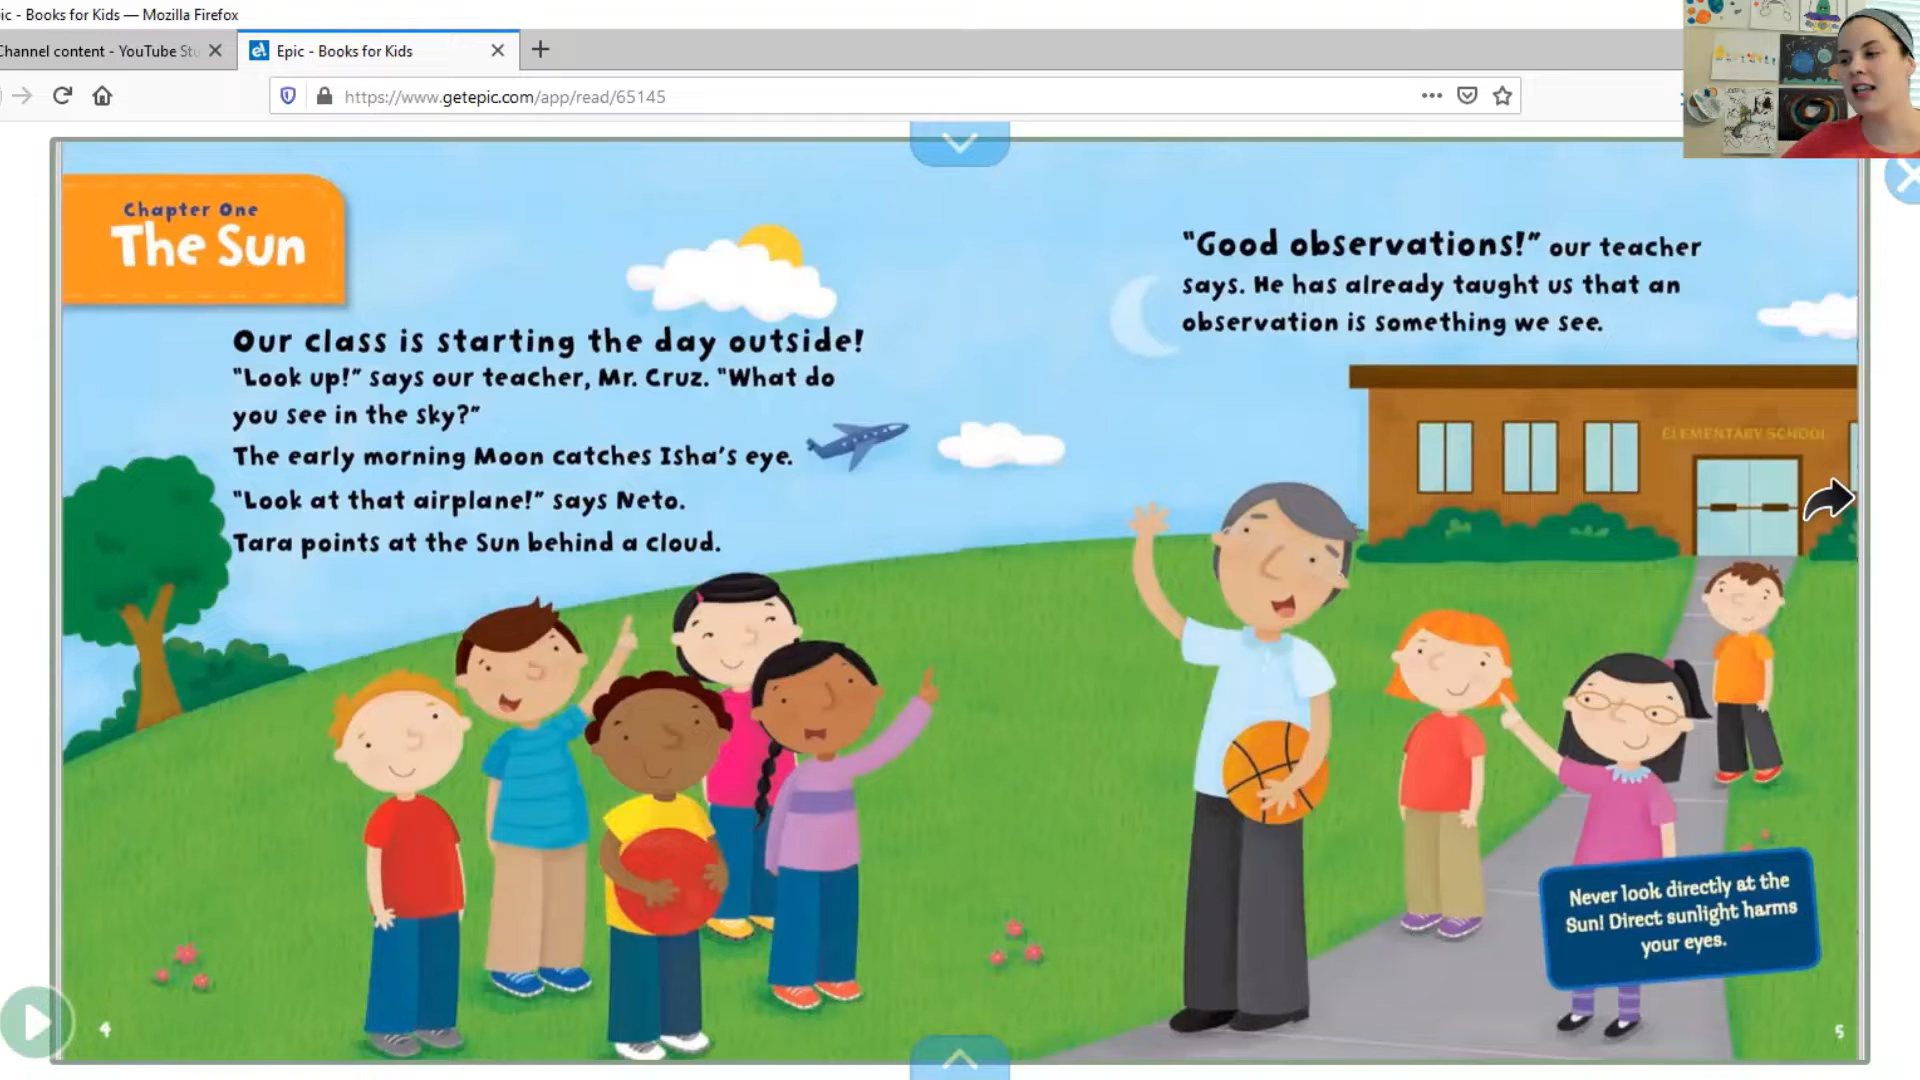 ic - Books for Kids — Mozilla Firefox
Channel content - YouTube Stu
Epic - Books for Kids
https://www.getepic.com/app/read/65145
Chapter One
The Sun
Our class is starting the day outside!
"Look up!" says our teacher, Mr. Cruz. "What do
you see in the sky?"
The early morning Moon catches Isha's eye.
"Look at that airplane!" says Neto.
Tara points at the Sun behind a cloud.
"Good observations!" our teacher
says. He has already taught us that an
observation is something we see.
ELEMENTARY SCHOOL
Never look directly at the
Sun! Direct sunlight harms
your eyes.
4
5